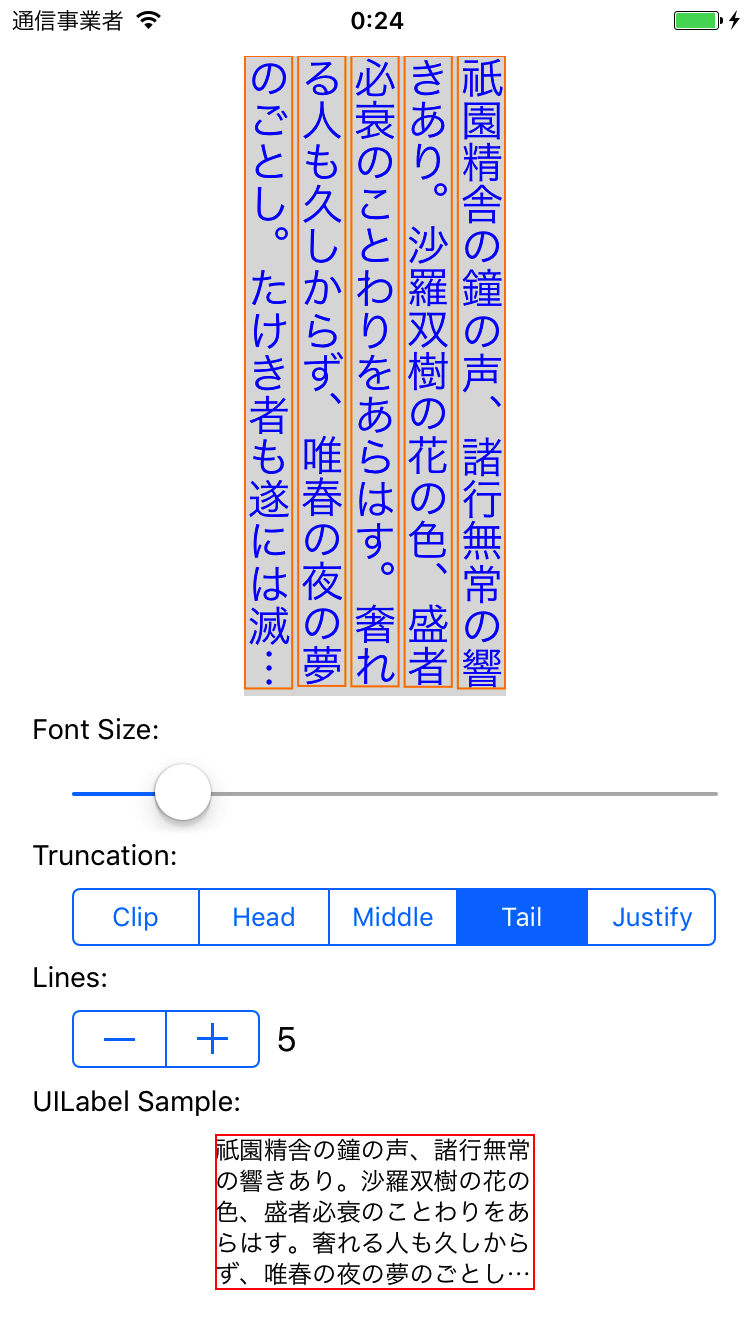 通信事業者
0:24
祇園精舎の鐘の声、諸行無常の響
きあり。沙羅双樹の花の色、盛者
必衰のことわりをあらはす。奢れ
る人も久しからず、唯春の夜の夢
のごとし。たけき者も遂には滅…
Font Size:
Truncation:
Clip Head Middle Tail Justify
Lines:
5
UILabel Sample:
祇園精舎の鐘の声、諸行無常
の響きあり。沙羅双樹の花の
色、盛者必衰のことわりをあ
らはす。奢れる人も久しから
ず、唯春の夜の夢のごとし…